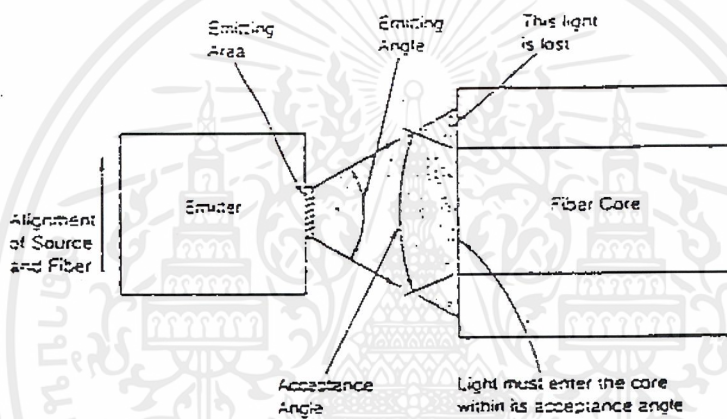 Emitting
Area
Emitting
Angle
This light
is lost
Alignment
of Source
and Fiber
Emitter
Fiber Core
Acceptance
Angle
Light must enter the core
within its acceptance angle